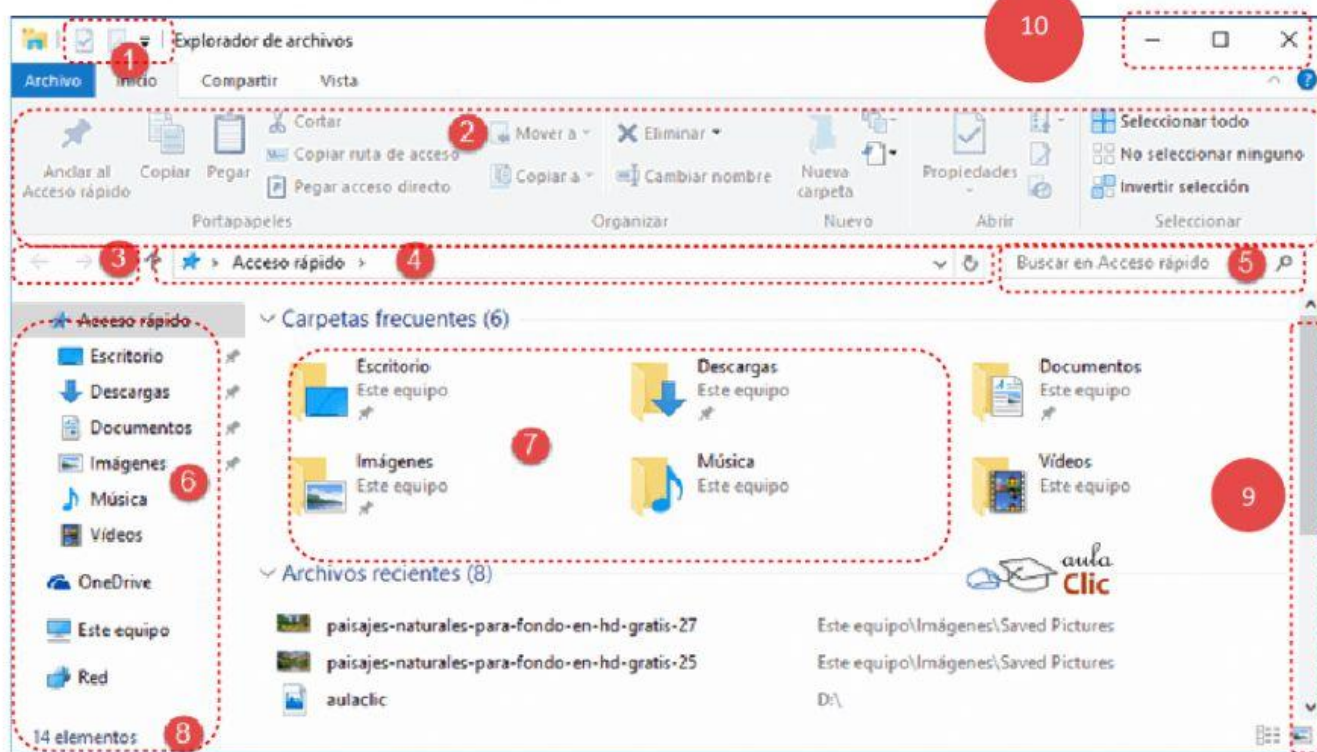 10
1
Explorador de archivos
Archivo Inicio Compartir Vista
2
Anclar al Acceso rápido
Copiar
Pegar
Cortar
Copiar ruta de acceso
Pegar acceso directo
Portapapeles
Mover a
Copiar a
Eliminar
Cambiar nombre
Organizar
Nueva carpeta
Nuevo
Propiedades
Abrir
Seleccionar todo
No seleccionar ninguno
Invertir selección
Seleccionar
3
Acceso rápido
4
Buscar en Acceso rápido
5
Acceso rápido
Escritorio
Descargas
Documentos
Imágenes
6
Música
Vídeos
OneDrive
Este equipo
Red
14 elementos
8
Carpetas frecuentes (6)
Escritorio
Este equipo
Descargas
Este equipo
Documentos
Este equipo
7
Imágenes
Este equipo
Música
Este equipo
Vídeos
Este equipo
9
aula
Clic
Archivos recientes (8)
paisajes-naturales-para-fondo-en-hd-gratis-27 Este equipo\Imágenes\Saved Pictures
paisajes-naturales-para-fondo-en-hd-gratis-25 Este equipo\Imágenes\Saved Pictures
aulaclic D:\